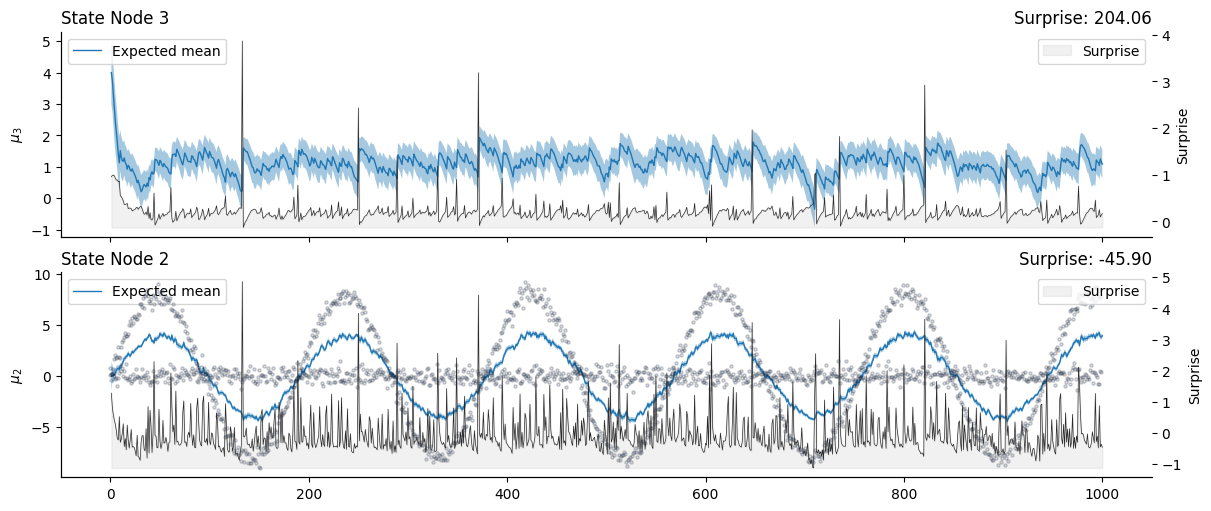 State Node 3
Surprise: 204.06
Expected mean
Surprise
5
4
3
2
1
0
−1
μ3
4
3
2
1
0
Surprise
State Node 2
Surprise: -45.90
Expected mean
Surprise
10
5
0
−5
μ2
5
4
3
2
1
0
−1
Surprise
0
200
400
600
800
1000